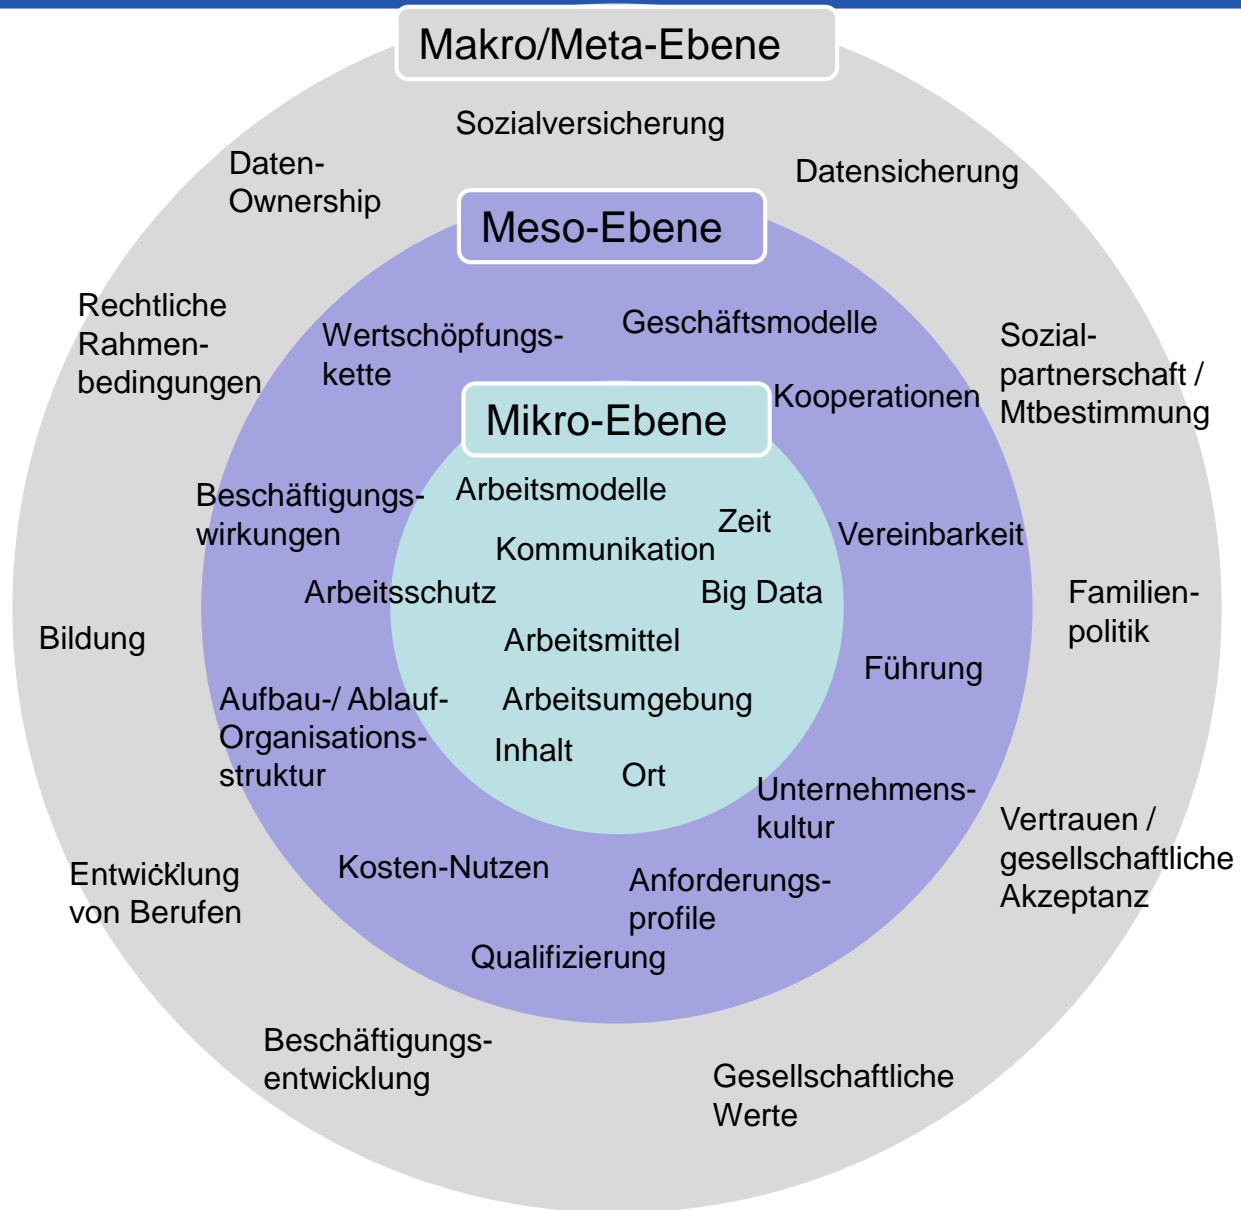 Makro/Meta-Ebene
Sozialversicherung
Daten-
Ownership
Datensicherung
Meso-Ebene
Rechtliche
Rahmen-
bedingungen
Wertschöpfungs-
kette
Geschäftsmodelle
Kooperationen
Sozial-
partnerschaft /
Mtbestimmung
Mikro-Ebene
Beschäftigungs-
wirkungen
Arbeitsmodelle
Zeit
Kommunikation
Vereinbarkeit
Arbeitsschutz
Big Data
Familien-
politik
Bildung
Arbeitsmittel
Führung
Aufbau-/ Ablauf-
Organisations-
struktur
Arbeitsumgebung
Inhalt
Ort
Unternehmens-
kultur
Vertrauen /
gesellschaftliche
Akzeptanz
Entwicklung
von Berufen
Kosten-Nutzen
Anforderungs-
profile
Qualifizierung
Beschäftigungs-
entwicklung
Gesellschaftliche
Werte